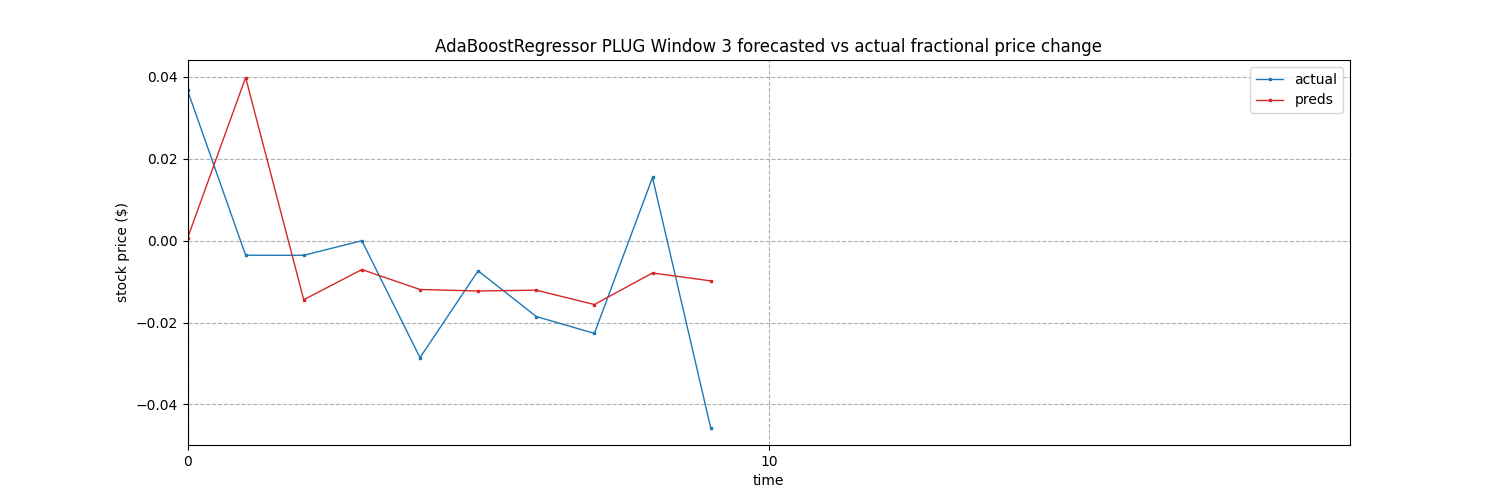 AdaBoostRegressor PLUG Window 3 forecasted vs actual fractional price change
actual
preds
0.04
0.02
0.00
−0.02
−0.04
stock price ($)
0
10
time